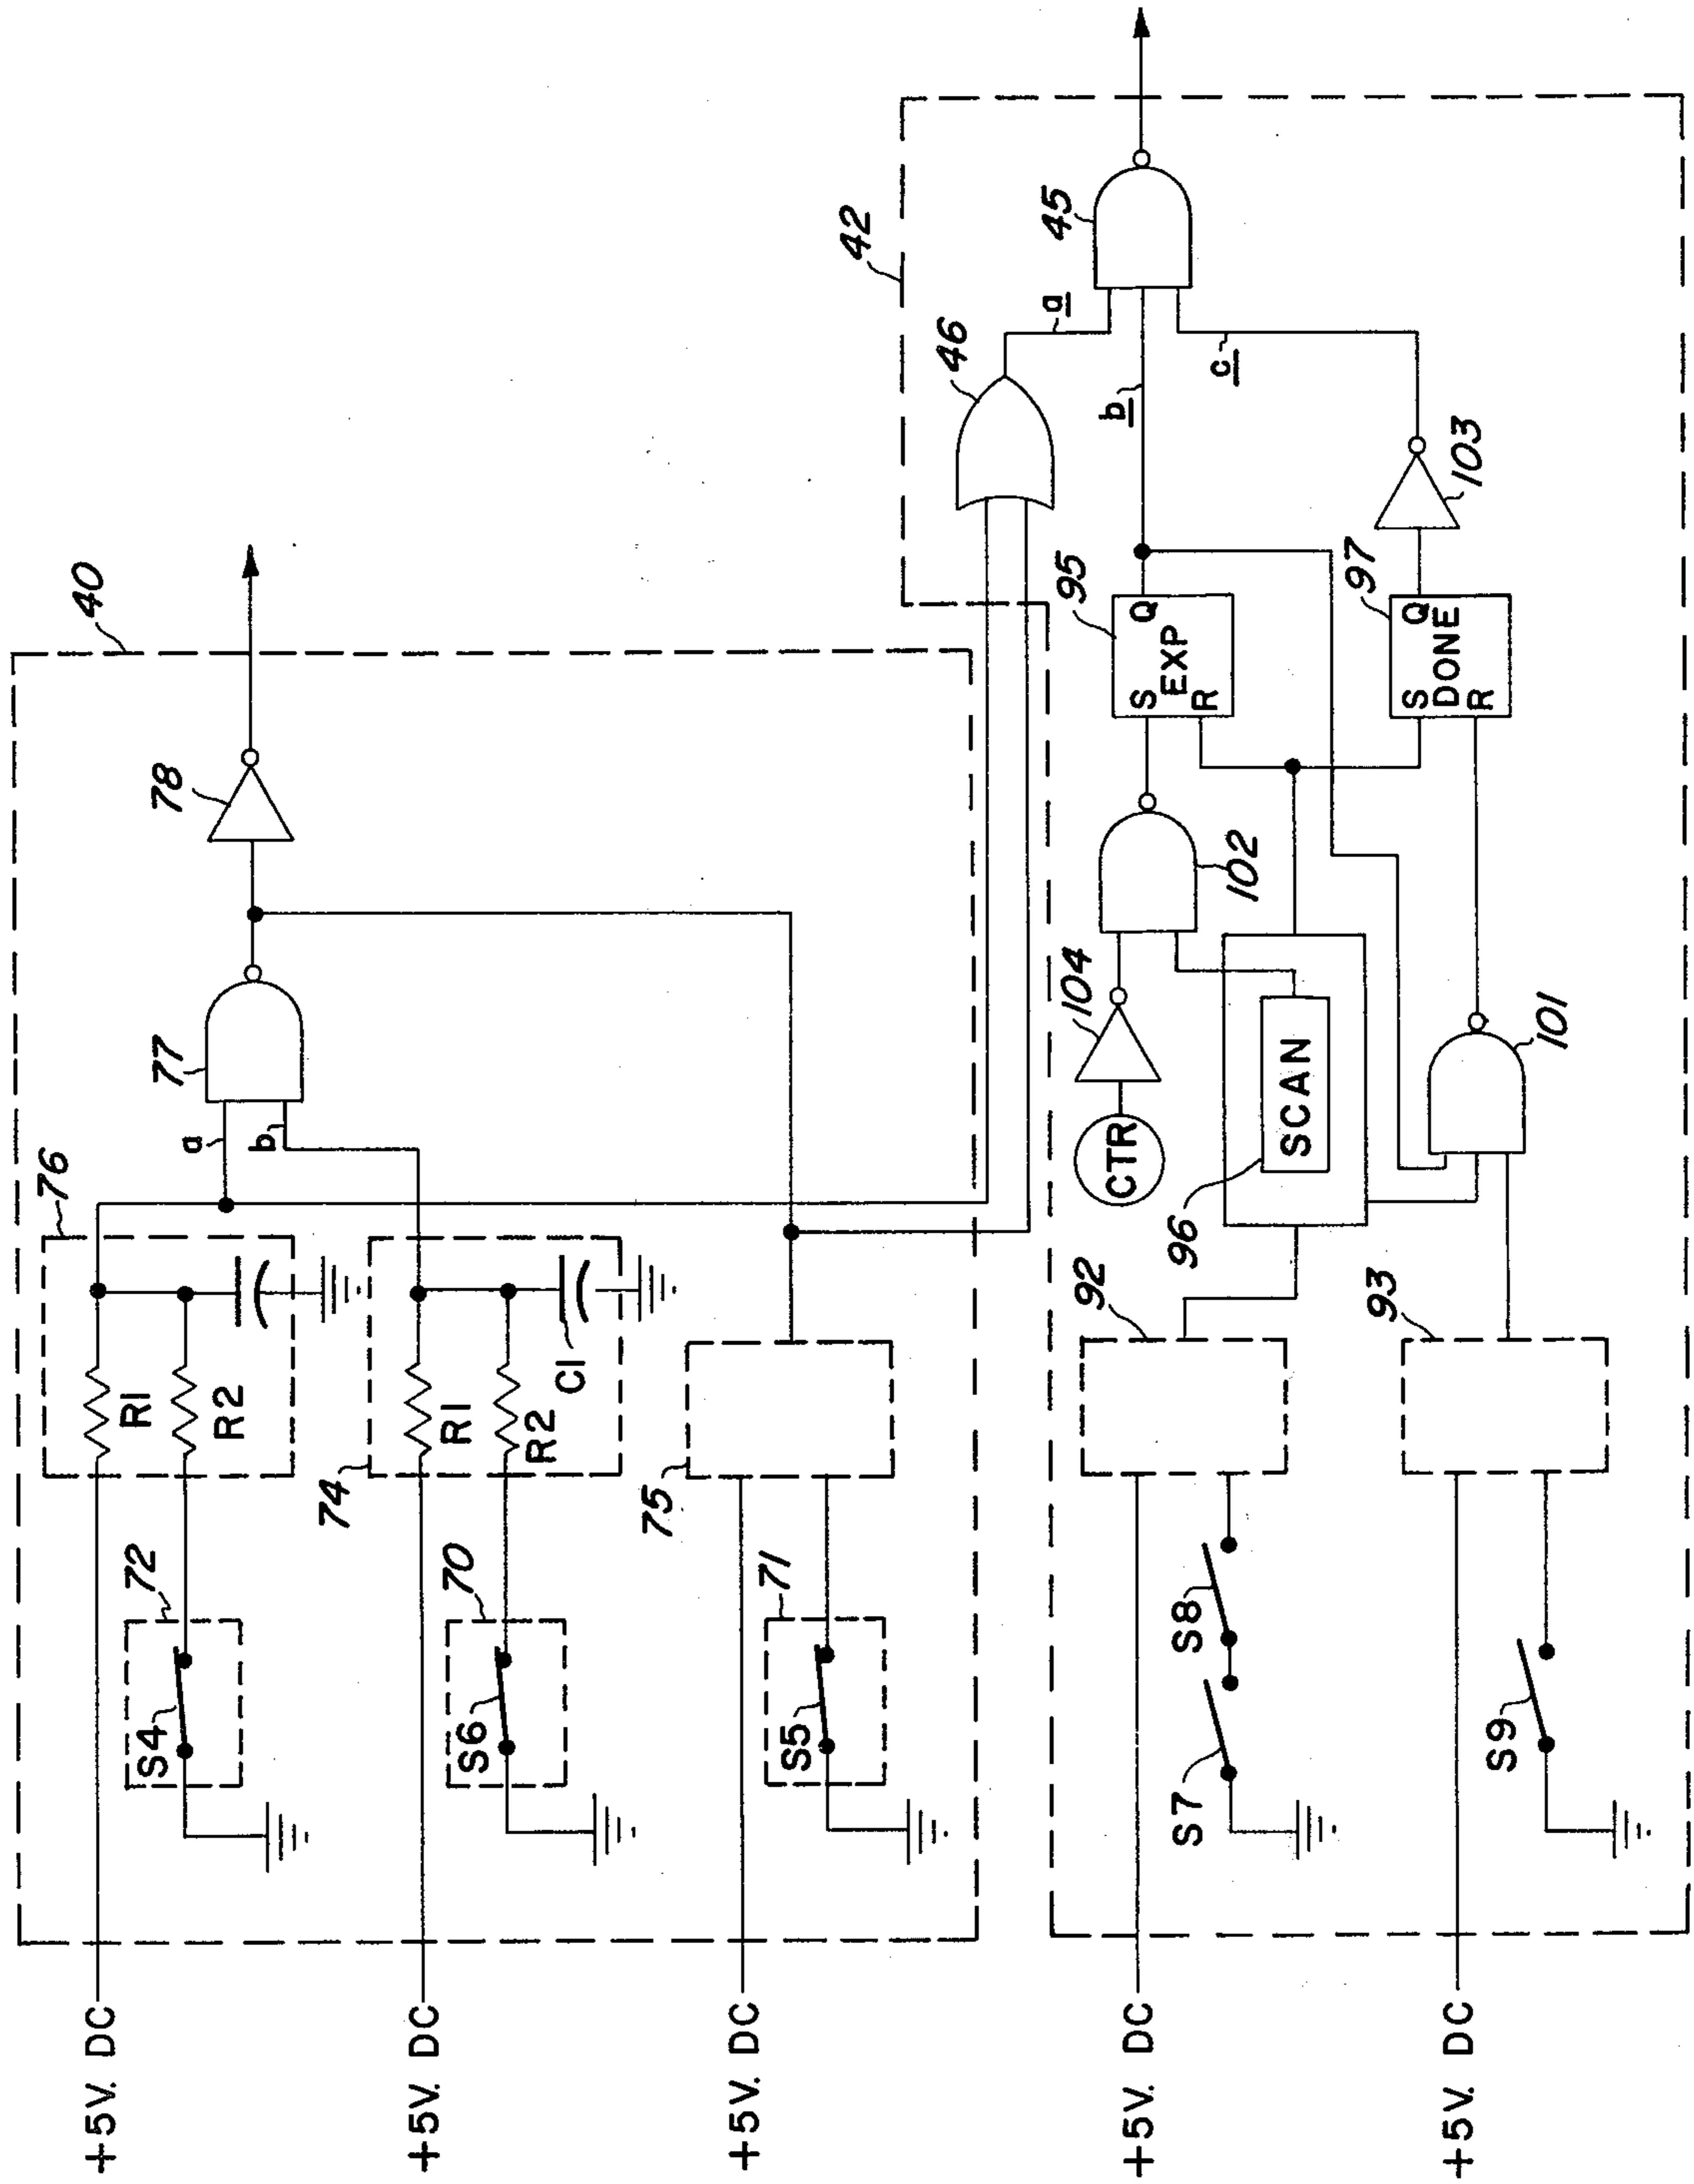 40
76
R1
R2
72
S4
a
b
77
78
+5V. DC
74
R1
R2
C1
70
S6
+5V. DC
75
71
S5
+5V. DC
42
46
a
45
b
c
92
S7
S8
+5V. DC
CTR
104
102
96
SCAN
95
S
Q
EXP
R
93
S9
+5V. DC
101
97
S
Q
DONE
R
103